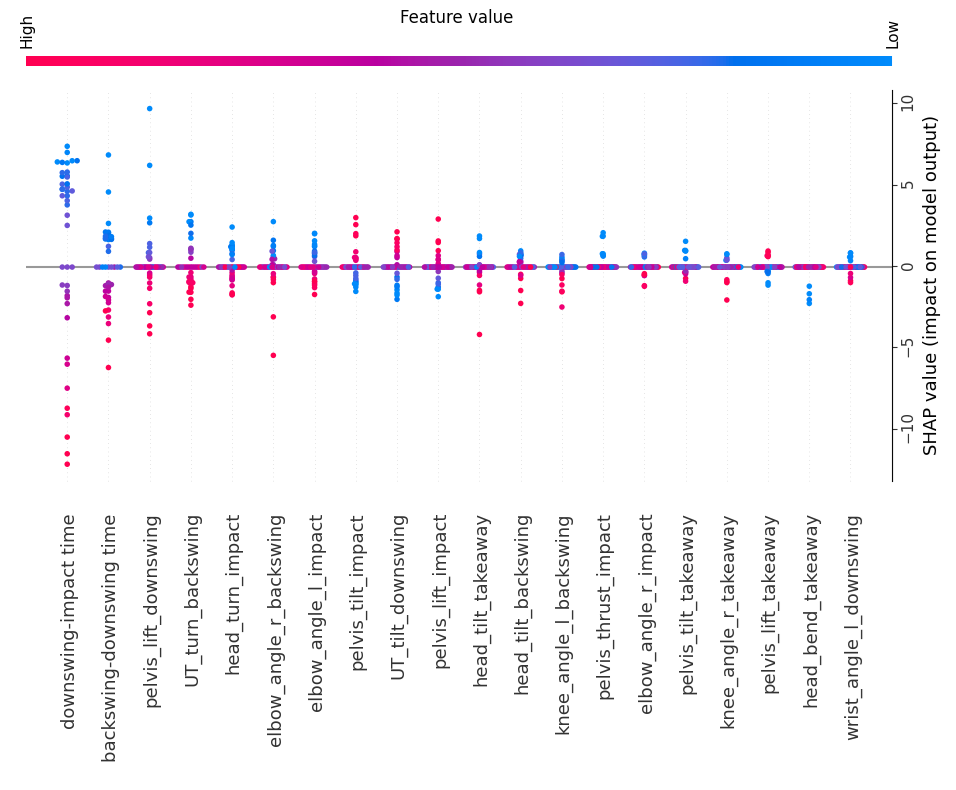 Feature value
High
Low
10
5
0
−5
−10
SHAP value (impact on model output)
downswing-impact time
backswing-downswing time
pelvis_lift_downswing
UT_turn_backswing
head_turn_impact
elbow_angle_r_backswing
elbow_angle_l_impact
pelvis_tilt_impact
UT_tilt_downswing
pelvis_lift_impact
head_tilt_takeaway
head_tilt_backswing
knee_angle_l_backswing
pelvis_thrust_impact
elbow_angle_r_impact
pelvis_tilt_takeaway
knee_angle_r_takeaway
pelvis_lift_takeaway
head_bend_takeaway
wrist_angle_l_downswing